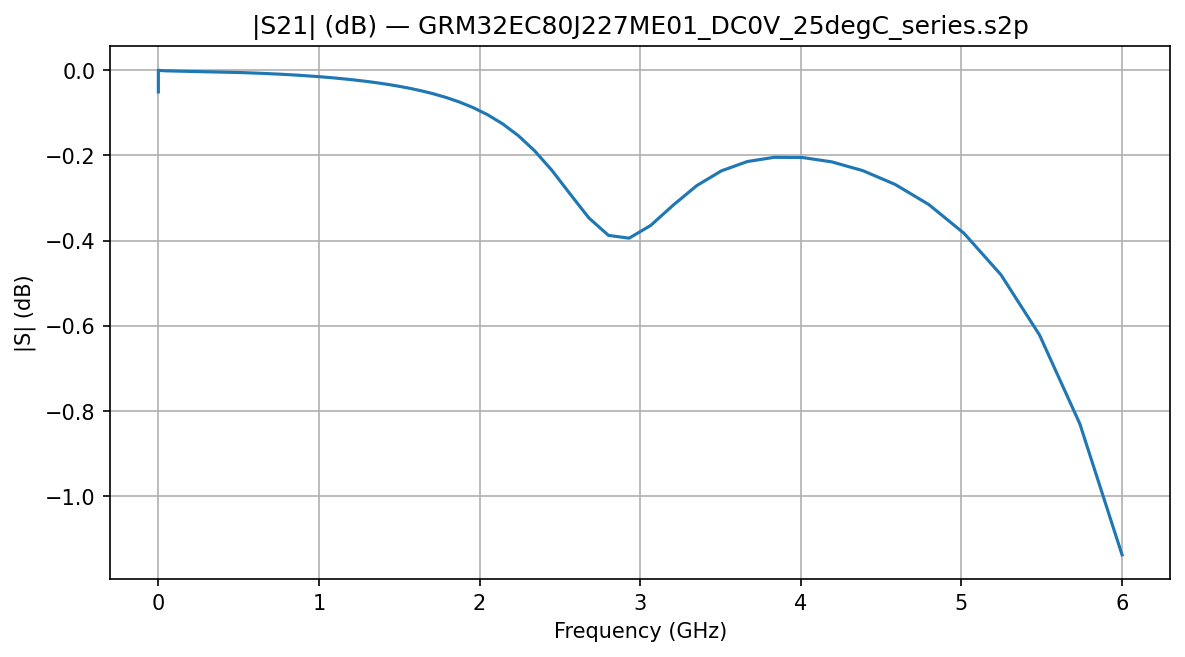 |S21| (dB) — GRM32EC80J227ME01_DC0V_25degC_series.s2p
0.0
−0.2
−0.4
−0.6
−0.8
−1.0
|S| (dB)
0 1 2 3 4 5 6
Frequency (GHz)